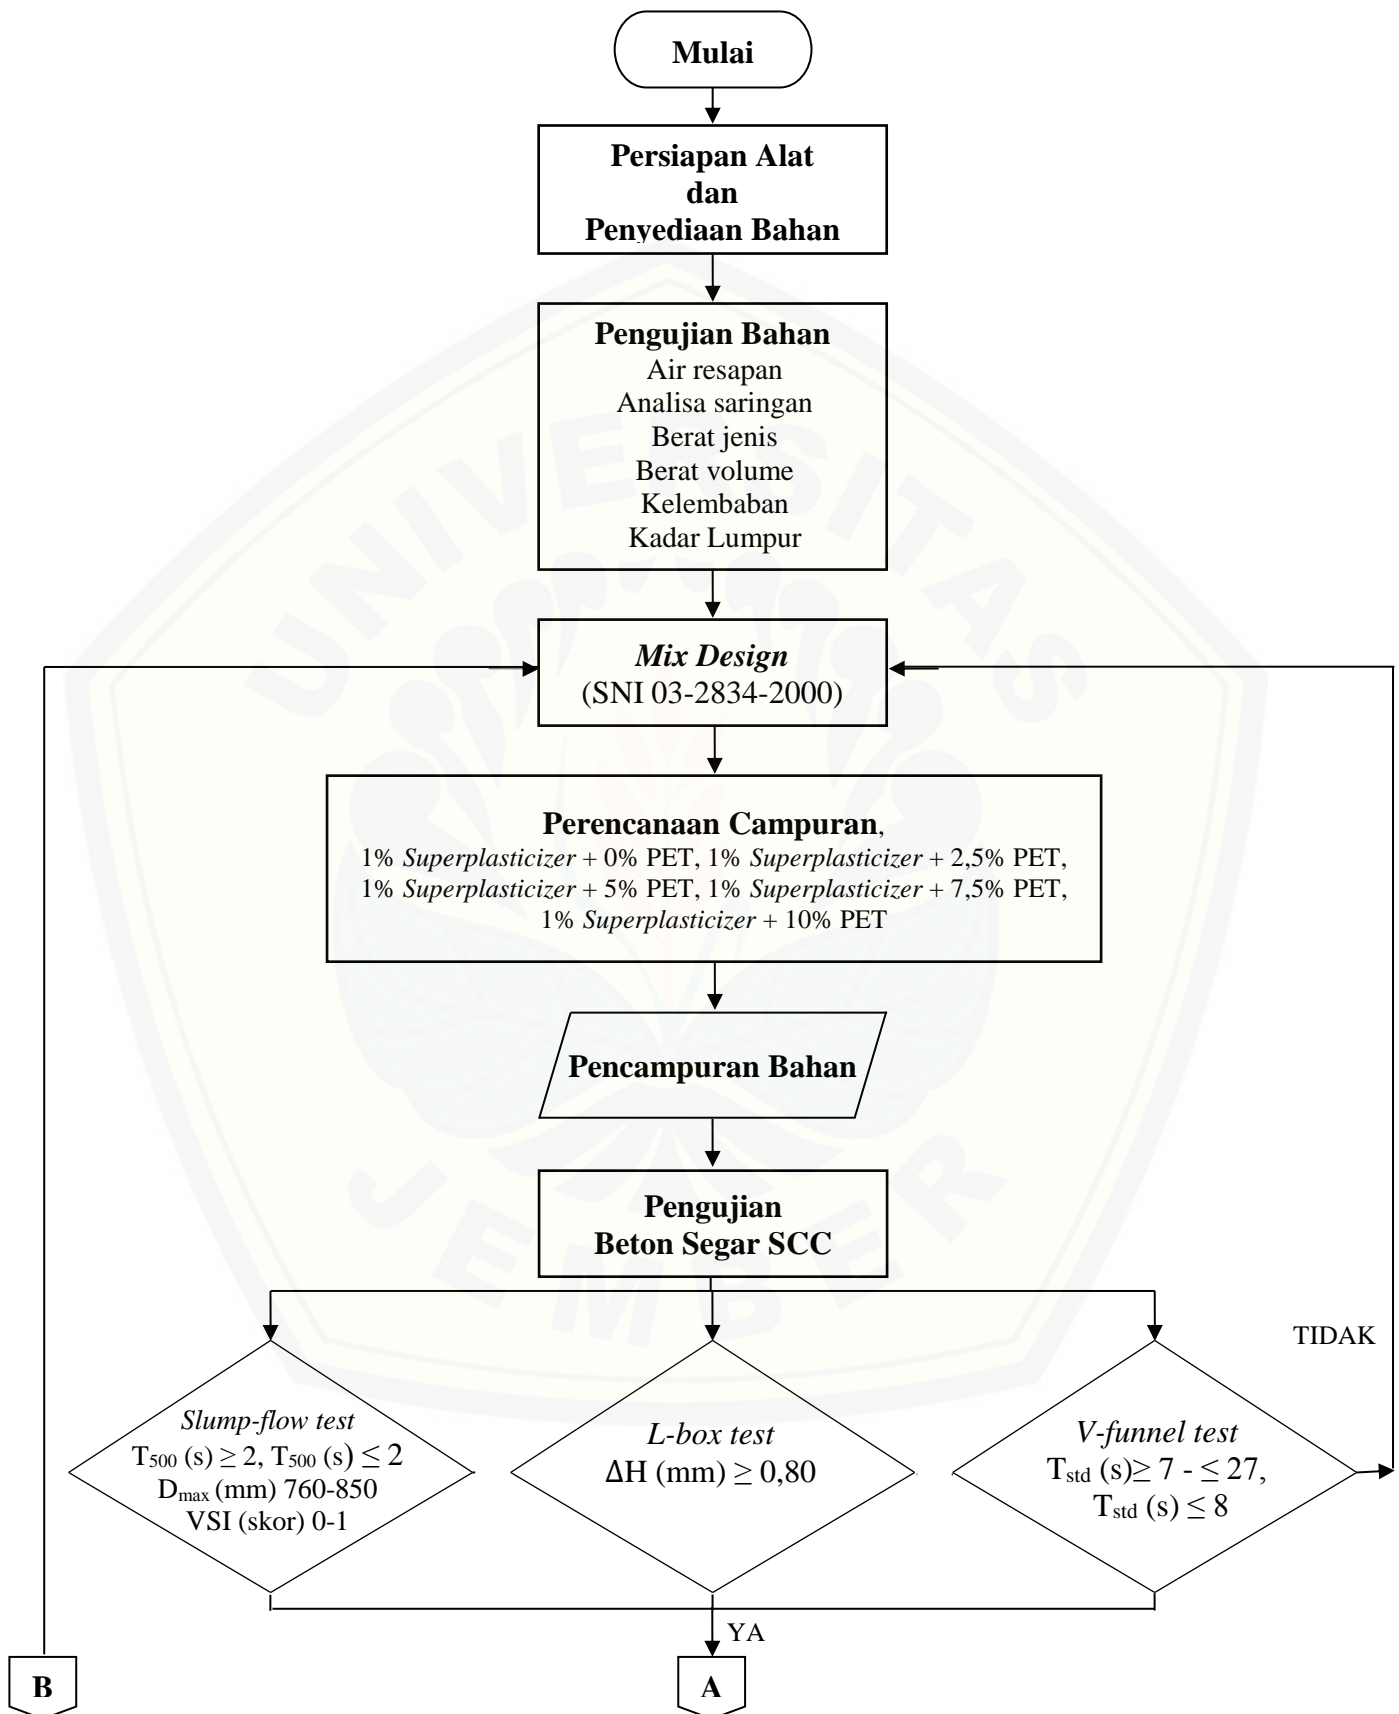 Mulai
Persiapan Alat
dan
Penyediaan Bahan
Pengujian Bahan
Air resapan
Analisa saringan
Berat jenis
Berat volume
Kelembaban
Kadar Lumpur
Mix Design
(SNI 03-2834-2000)
Perencanaan Campuran,
1% Superplasticizer + 0% PET, 1% Superplasticizer + 2,5% PET,
1% Superplasticizer + 5% PET, 1% Superplasticizer + 7,5% PET,
1% Superplasticizer + 10% PET
Pencampuran Bahan
Pengujian
Beton Segar SCC
TIDAK
Slump-flow test
T500 (s) ≥ 2, T500 (s) ≤ 2
Dmax (mm) 760-850
VSI (skor) 0-1
L-box test
ΔH (mm) ≥ 0,80
V-funnel test
Tstd (s)≥ 7 - ≤ 27,
Tstd (s) ≤ 8
YA
B
A
UNIVERSITAS
JEMBER